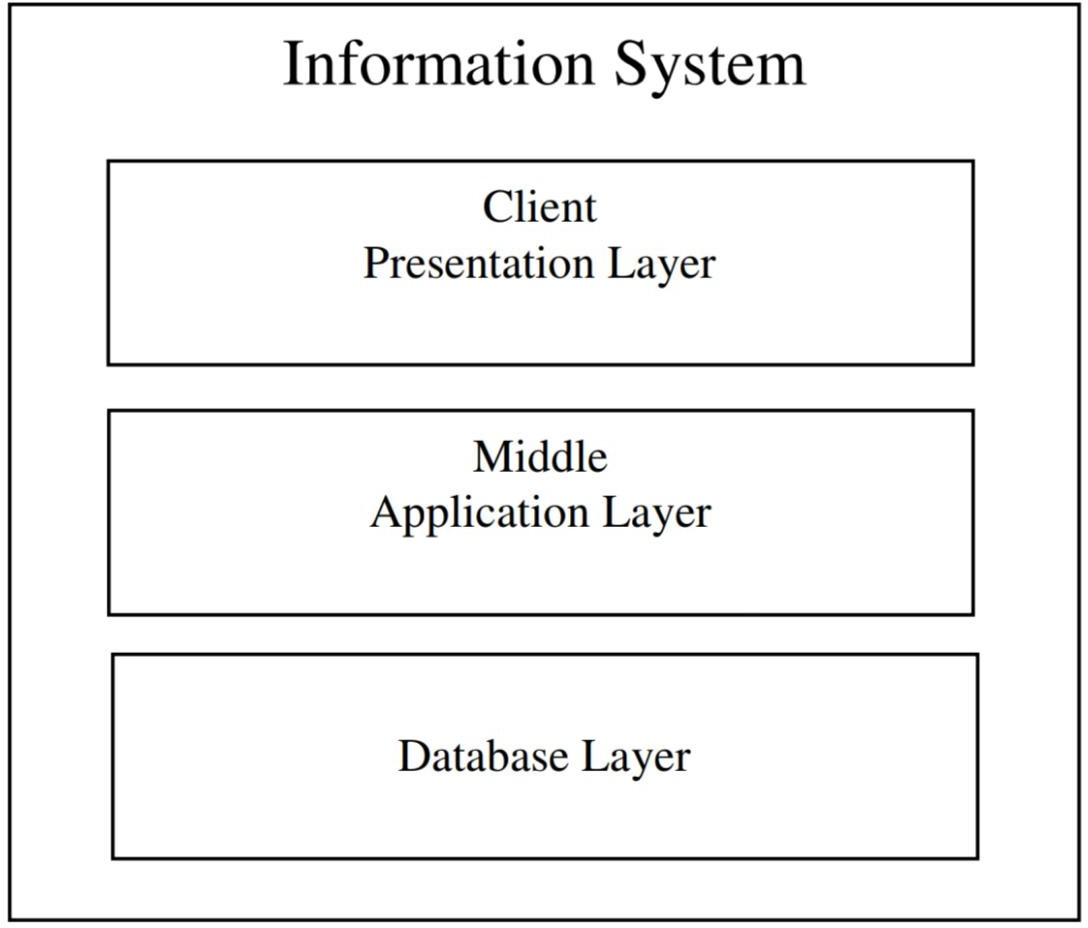 Information System
Client
Presentation Layer
Middle
Application Layer
Database Layer